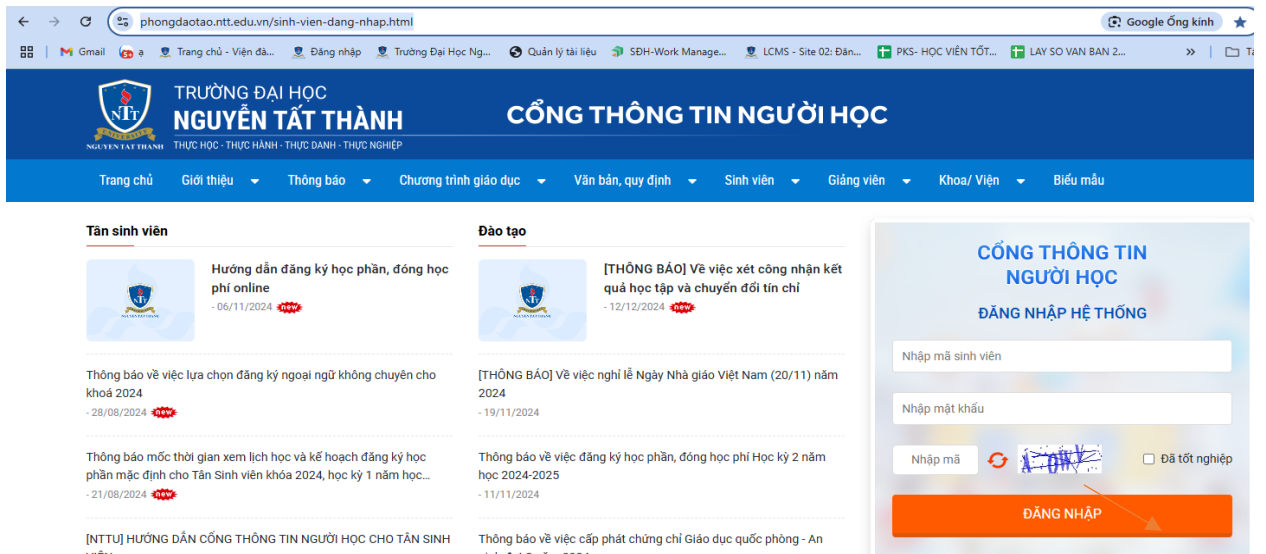 phongdaotao.ntt.edu.vn/sinh-vien-dang-nhap.html
Google Ống kính
Gmail
ạ
Trang chủ - Viện đà...
Đăng nhập
Trường Đại Học Ng...
Quản lý tài liệu
SĐH-Work Manage...
LCMS - Site 02: Đăn...
PKS- HỌC VIÊN TỐT...
LAY SO VAN BAN 2...
TRƯỜNG ĐẠI HỌC
NGUYỄN TẤT THÀNH
THỰC HỌC - THỰC HÀNH - THỰC DANH - THỰC NGHIỆP
NTT
UNIVERSITY
NGUYEN TAT THANH
CỔNG THÔNG TIN NGƯỜI HỌC
Trang chủ
Giới thiệu
Thông báo
Chương trình giáo dục
Văn bản, quy định
Sinh viên
Giảng viên
Khoa/ Viện
Biểu mẫu
Tân sinh viên
Hướng dẫn đăng ký học phần, đóng học
phí online
- 06/11/2024 new
Thông báo về việc lựa chọn đăng ký ngoại ngữ không chuyên cho
khoá 2024
- 28/08/2024 new
Thông báo mốc thời gian xem lịch học và kế hoạch đăng ký học
phần mặc định cho Tân Sinh viên khóa 2024, học kỳ 1 năm học...
- 21/08/2024 new
[NTTU] HƯỚNG DẪN CỔNG THÔNG TIN NGƯỜI HỌC CHO TÂN SINH
Đào tạo
[THÔNG BÁO] Về việc xét công nhận kết
quả học tập và chuyển đổi tín chỉ
- 12/12/2024 new
[THÔNG BÁO] Về việc nghỉ lễ Ngày Nhà giáo Việt Nam (20/11) năm
2024
- 19/11/2024
Thông báo về việc đăng ký học phần, đóng học phí Học kỳ 2 năm
học 2024-2025
- 11/11/2024
Thông báo về việc cấp phát chứng chỉ Giáo dục quốc phòng - An
CỔNG THÔNG TIN
NGƯỜI HỌC
ĐĂNG NHẬP HỆ THỐNG
Nhập mã sinh viên
Nhập mật khẩu
Nhập mã
Đã tốt nghiệp
ĐĂNG NHẬP